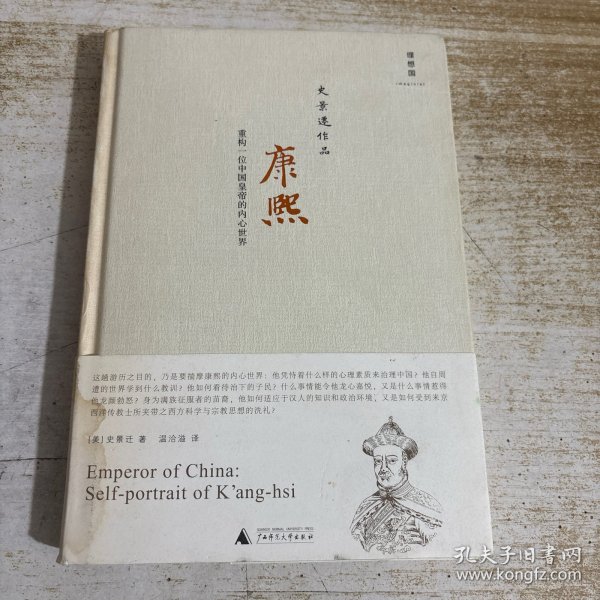 理想国
imaginist
史景遷作品
康熙
重构一位中国皇帝的内心世界
这趟游历之目的，乃是要揣摩康熙的内心世界：他凭恃着什么样的心理素质来治理中国？他自周
遭的世界学到什么教训？他如何看待治下的子民？什么事情能令他龙心喜悦，又是什么事情惹得
他龙颜勃怒？身为满族征服者的苗裔，他如何适应于汉人的知识和政治环境，又是如何受到来京
西洋传教士所夹带之西方科学与宗教思想的洗礼？
[美]史景迁 著 温洽溢 译
Emperor of China:
Self-portrait of K'ang-hsi
GUANGXI NORMAL UNIVERSITY PRESS
广西师范大学出版社
孔夫子旧书网
www.kongfz.com